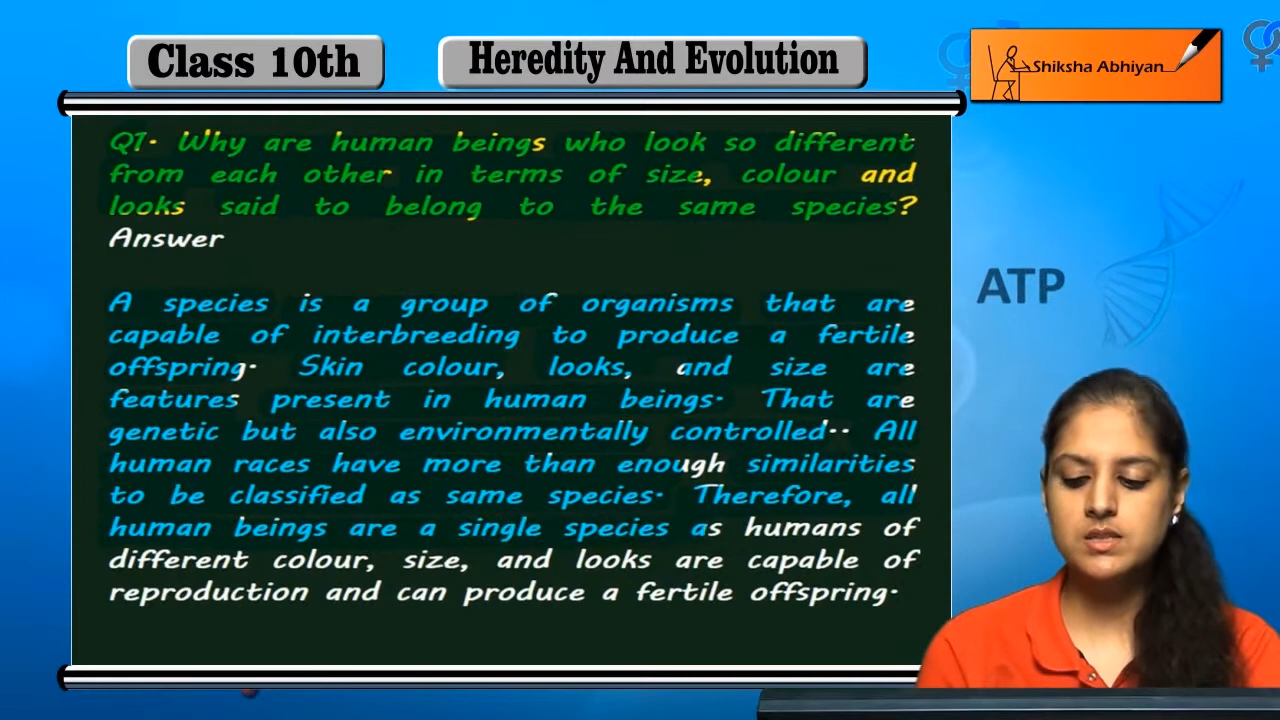 Class 10th
Heredity And Evolution
Shiksha Abhiyan
Q1. Why are human beings who look so different
from each other in terms of size, colour and
looks said to belong to the same species?
Answer
A species is a group of organisms that are
capable of interbreeding to produce a fertile
offspring. Skin colour, looks, and size are
features present in human beings. That are
genetic but also environmentally controlled.. All
human races have more than enough similarities
to be classified as same species. Therefore, all
human beings are a single species as humans of
different colour, size, and looks are capable of
reproduction and can produce a fertile offspring.
ATP